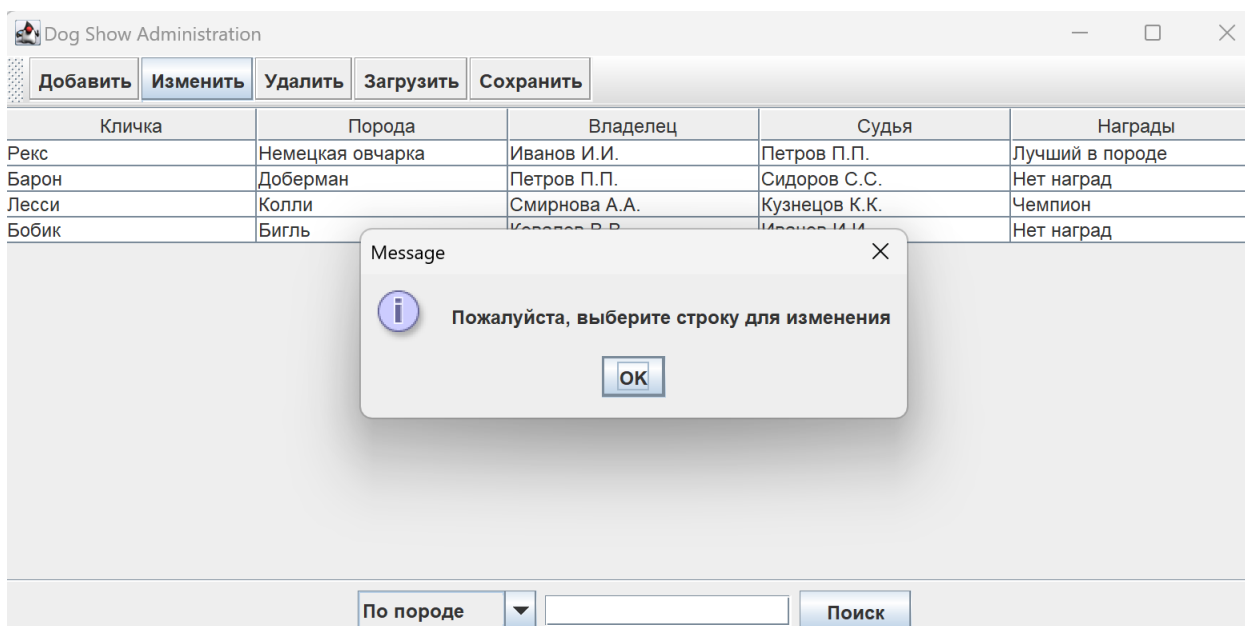 Dog Show Administration
Добавить Изменить Удалить Загрузить Сохранить
Кличка Порода Владелец Судья Награды
Рекс Немецкая овчарка Иванов И.И. Петров П.П. Лучший в породе
Барон Доберман Петров П.П. Сидоров С.С. Нет наград
Лесси Колли Смирнова А.А. Кузнецов К.К. Чемпион
Бобик Бигль Иванов И.И. Нет наград
Message
Пожалуйста, выберите строку для изменения
OK
По породе Поиск